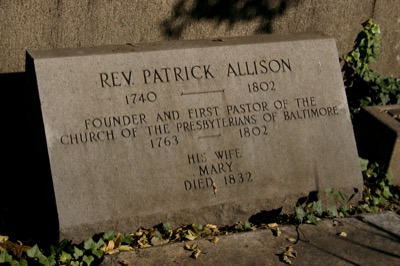 REV. PATRICK ALLISON
1740 — 1802
FOUNDER AND FIRST PASTOR OF THE
CHURCH OF THE PRESBYTERIANS OF BALTIMORE
1763 — 1802
HIS WIFE
MARY
DIED 1832